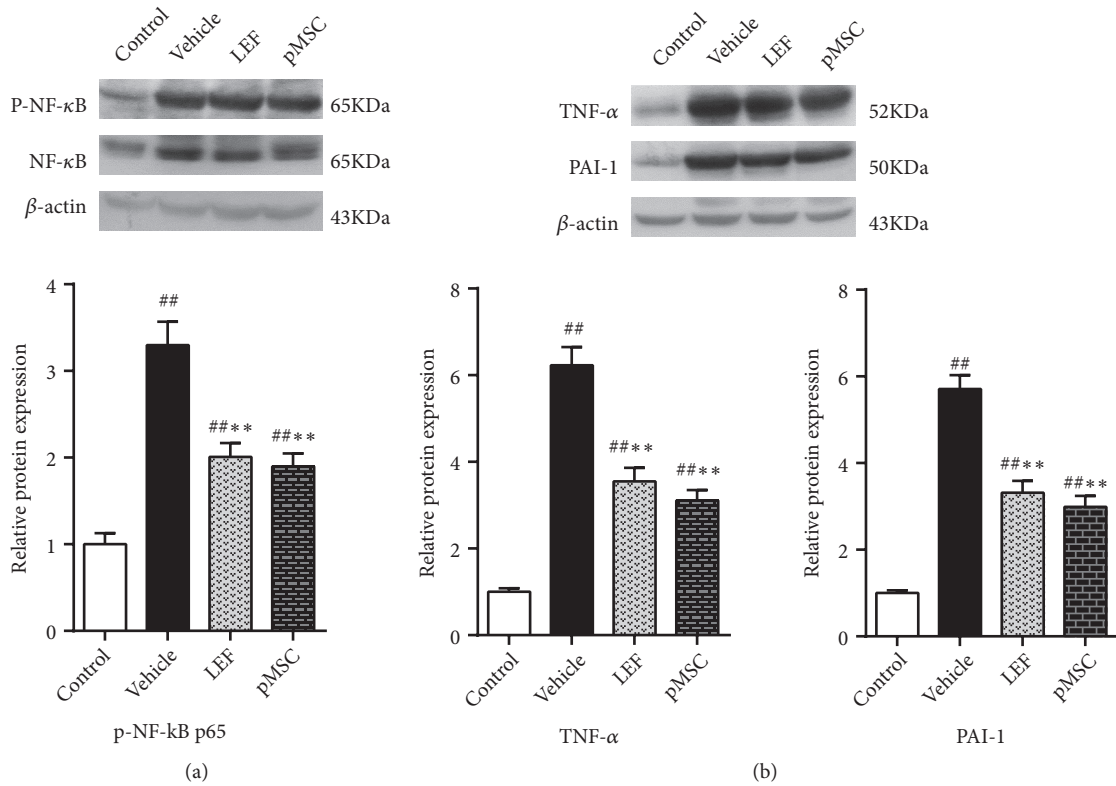 Control Vehicle LEF pMSC
P-NF-κB 65KDa
NF-κB 65KDa
β-actin 43KDa
Control Vehicle LEF pMSC
TNF-α 52KDa
PAI-1 50KDa
β-actin 43KDa
Relative protein expression
4
3
2
1
0
##
##**
##**
Control Vehicle LEF pMSC
p-NF-kB p65
(a)
Relative protein expression
8
6
4
2
0
##
##**
##**
Control Vehicle LEF pMSC
TNF-α
Relative protein expression
8
6
4
2
0
##
##**
##**
Control Vehicle LEF pMSC
PAI-1
(b)